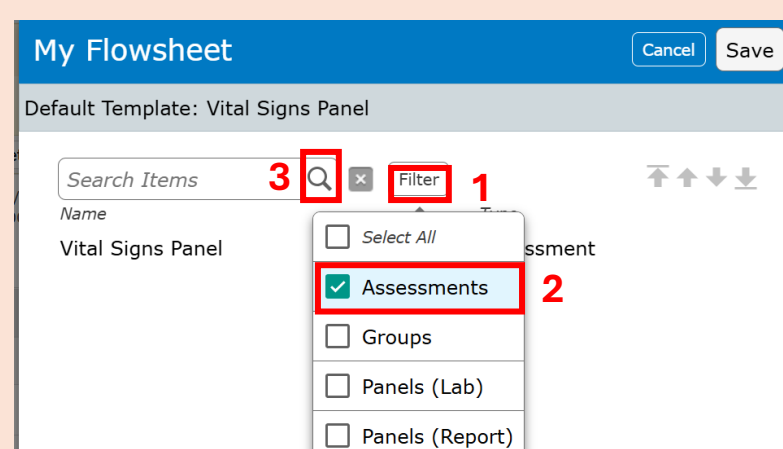 My Flowsheet Cancel Save
Default Template: Vital Signs Panel
Search Items 3 Filter 1
Name
Vital Signs Panel ssment
Select All
Assessments 2
Groups
Panels (Lab)
Panels (Report)